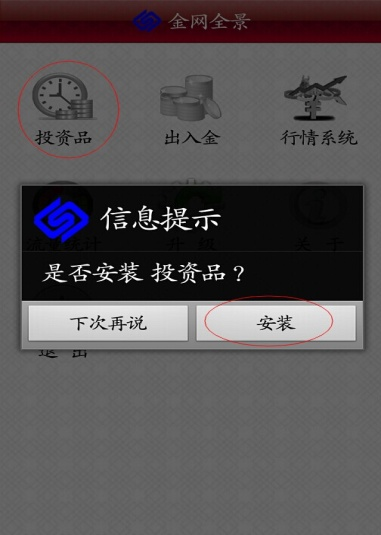 金网全景
投资品 出入金 行情系统
信息提示
是否安装 投资品？
下次再说 安装
退 出